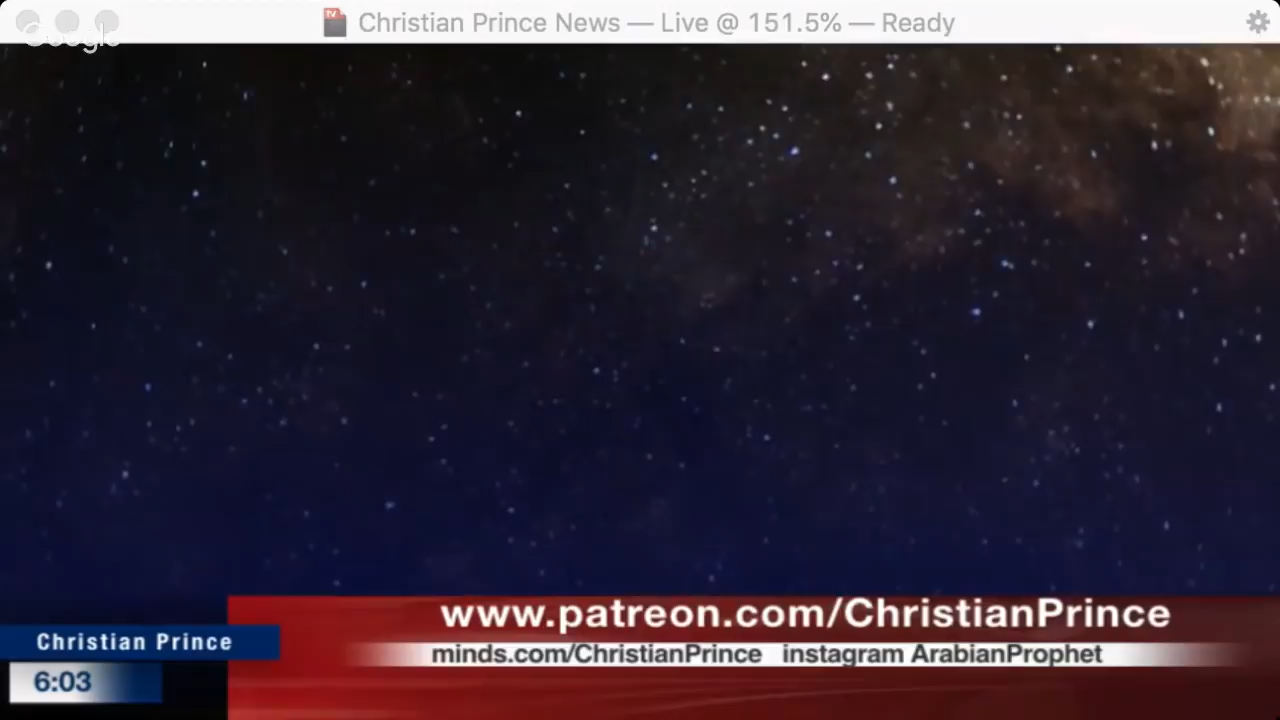 Christian Prince News — Live @ 151.5% — Ready
Google
www.patreon.com/ChristianPrince
Christian Prince
minds.com/ChristianPrince instagram ArabianProphet
6:03